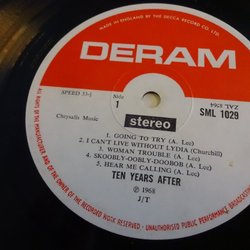 MADE IN ENGLAND BY THE DECCA RECORD CO. LTD.
DERAM
SPEED 33⅓
Chrysalis Music
Side
1
stereo
ZAL 8364
SML 1029
1. GOING TO TRY (A. Lee)
2. I CAN'T LIVE WITHOUT LYDIA (Churchill)
3. WOMAN TROUBLE (A. Lee)
4. SKOOBLY-OOBLY-DOOBOB (A. Lee)
5. HEAR ME CALLING (A. Lee)
TEN YEARS AFTER
℗ 1968
J/T
ALL RIGHTS OF THE MANUFACTURER AND OF THE OWNER OF THE RECORDED WORK RESERVED · UNAUTHORISED PUBLIC PERFORMANCE